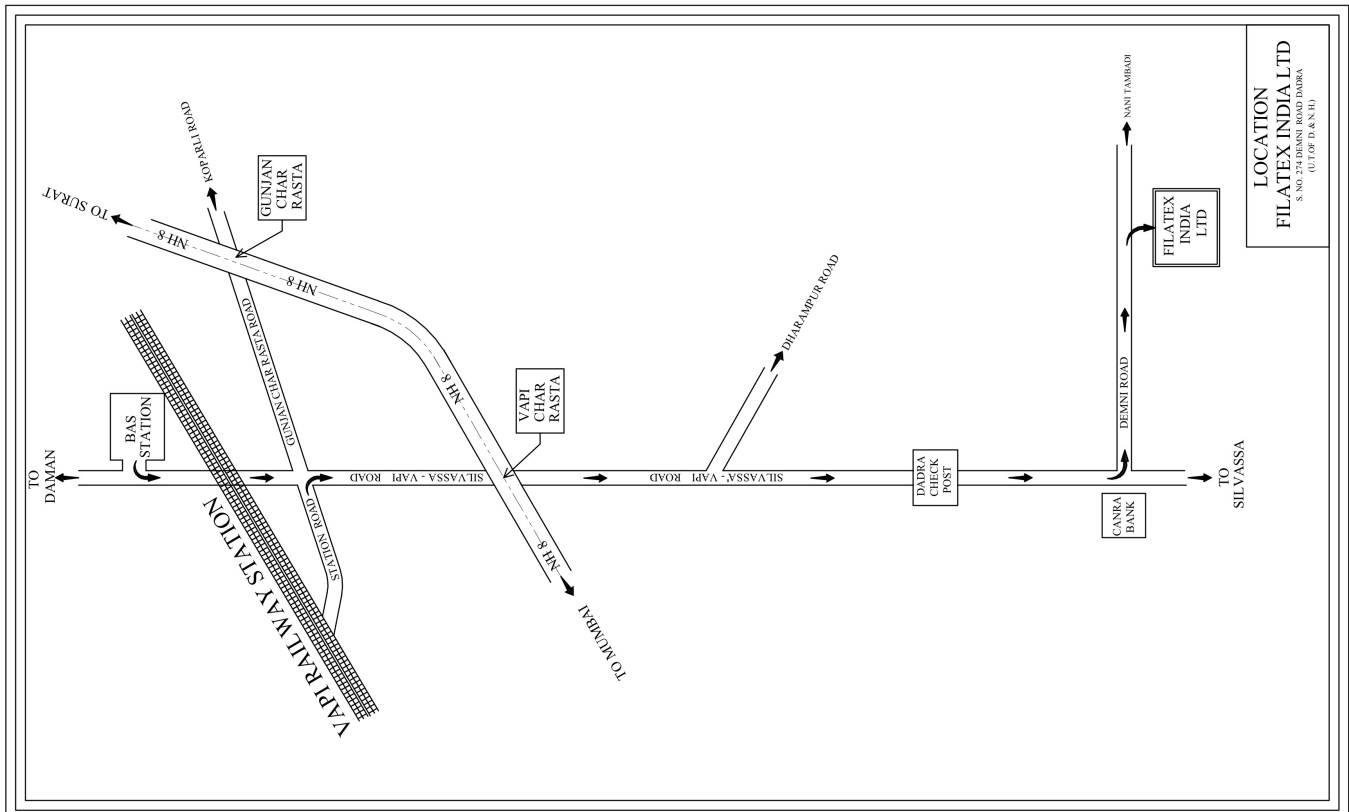 LOCATION
FILATEX INDIA LTD
S. NO. 274 DEMNI ROAD DADRA
(U.T.OF D. & N. H.)
NANI TAMBADI
KOPARLI ROAD
TO SURAT
GUNJAN
CHAR
RASTA
NH 8
NH 8
GUNJAN CHAR RASTA ROAD
DHARAMPUR ROAD
FILATEX
INDIA
LTD
BAS
STATION
NH 8
VAPI
CHAR
RASTA
DEMNI ROAD
TO
DAMAN
SILVASSA - VAPI ROAD
SILVASSA'- VAPI ROAD
DADRA
CHECK
POST
TO
SILVASSA
CANRA
BANK
VAPI RAILWAY STATION
STATION ROAD
NH 8
TO MUMBAI